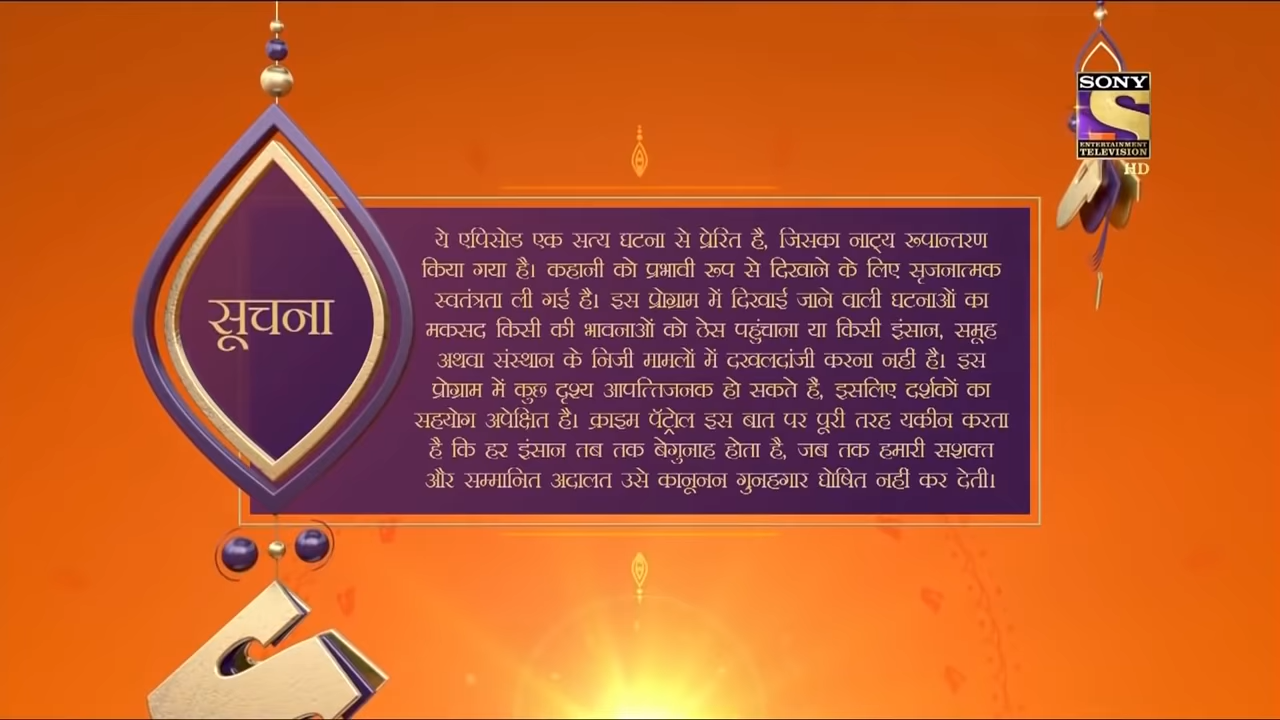 सूचना
ये एपिसोड एक सत्य घटना से प्रेरित है, जिसका नाट्य रूपान्तरण
किया गया है। कहानी को प्रभावी रूप से दिखाने के लिए सृजनात्मक
स्वतंत्रता ली गई है। इस प्रोग्राम में दिखाई जाने वाली घटनाओं का
मकसद किसी की भावनाओं को ठेस पहुंचाना या किसी इंसान, समूह
अथवा संस्थान के निजी मामलों में दखलदांजी करना नहीं है। इस
प्रोग्राम में कुछ दृश्य आपत्तिजनक हो सकते हैं, इसलिए दर्शकों का
सहयोग अपेक्षित है। क्राइम पॅट्रोल इस बात पर पूरी तरह यकीन करता
है कि हर इंसान तब तक बेगुनाह होता है, जब तक हमारी सशक्त
और सम्मानित अदालत उसे कानूनन गुनहगार घोषित नहीं कर देती।
SONY
ENTERTAINMENT
TELEVISION
HD